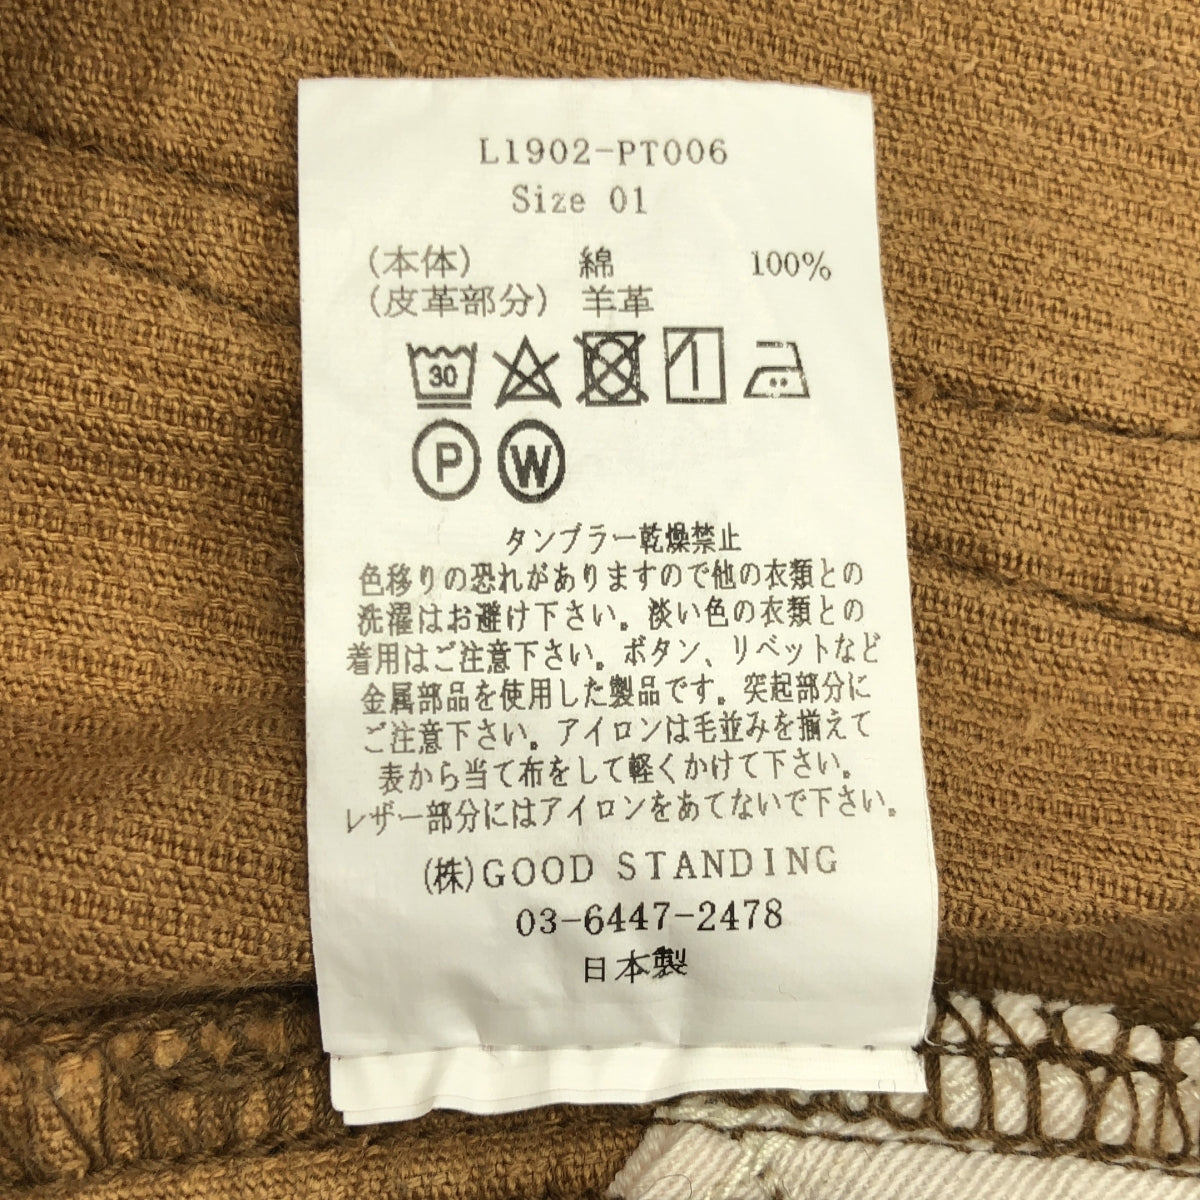 L1902-PT006
Size 01
(本体) 綿 100%
(皮革部分) 羊革
30
P W
タンブラー乾燥禁止
色移りの恐れがありますので他の衣類との
洗濯はお避け下さい。淡い色の衣類との
着用はご注意下さい。ボタン、リベットなど
金属部品を使用した製品です。突起部分に
ご注意下さい。アイロンは毛並みを揃えて
表から当て布をして軽くかけて下さい。
レザー部分にはアイロンをあてないで下さい。
(株)GOOD STANDING
03-6447-2478
日本製